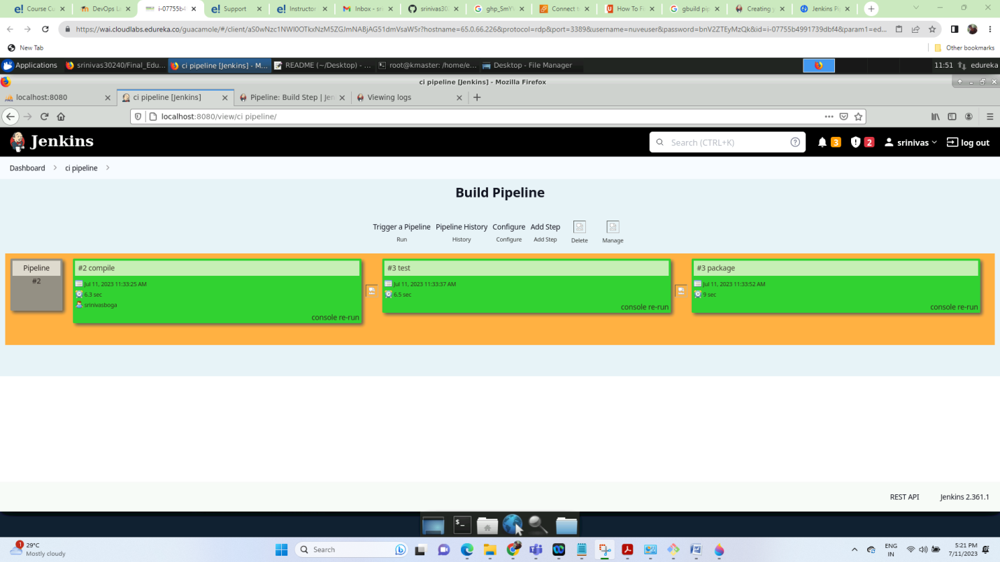 Course Co
DevOps L
i-07755b4
Support
Instructor
Inbox - sri
srinivas30
ghp_SmY
Connect t
How To Fi
gbuild pip
Creating y
Jenkins Pi
https://wai.cloudlabs.edureka.co/guacamole/#/client/
?hostname=65.0.66.226&protocol=rdp&port=3389&username=nuveuser&password=bnV2ZTEyMzQk&id=i-07755b4991739dbf4&param1=ed...
New Tab
Other bookmarks
Applications
srinivas30240/Final_Edu...
ci pipeline [Jenkins] - M...
README (~/Desktop) - ...
root@kmaster: /home/e...
Desktop - File Manager
11:51
edureka
ci pipeline [Jenkins] - Mozilla Firefox
localhost:8080
ci pipeline [Jenkins]
Pipeline: Build Step | Jen
Viewing logs
localhost:8080/view/ci pipeline/
Jenkins
Search (CTRL+K)
3
2
srinivas
log out
Dashboard
ci pipeline
Build Pipeline
Trigger a Pipeline
Pipeline History
Configure
Add Step
Run
History
Configure
Add Step
Delete
Manage
Pipeline
#2
#2 compile
Jul 11, 2023 11:33:25 AM
6.3 sec
srinivasboga
console re-run
#3 test
Jul 11, 2023 11:33:37 AM
6.5 sec
console re-run
#3 package
Jul 11, 2023 11:33:52 AM
9 sec
console re-run
REST API
Jenkins 2.361.1
1
29°C
Mostly cloudy
Search
ENG
IN
5:21 PM
7/11/2023